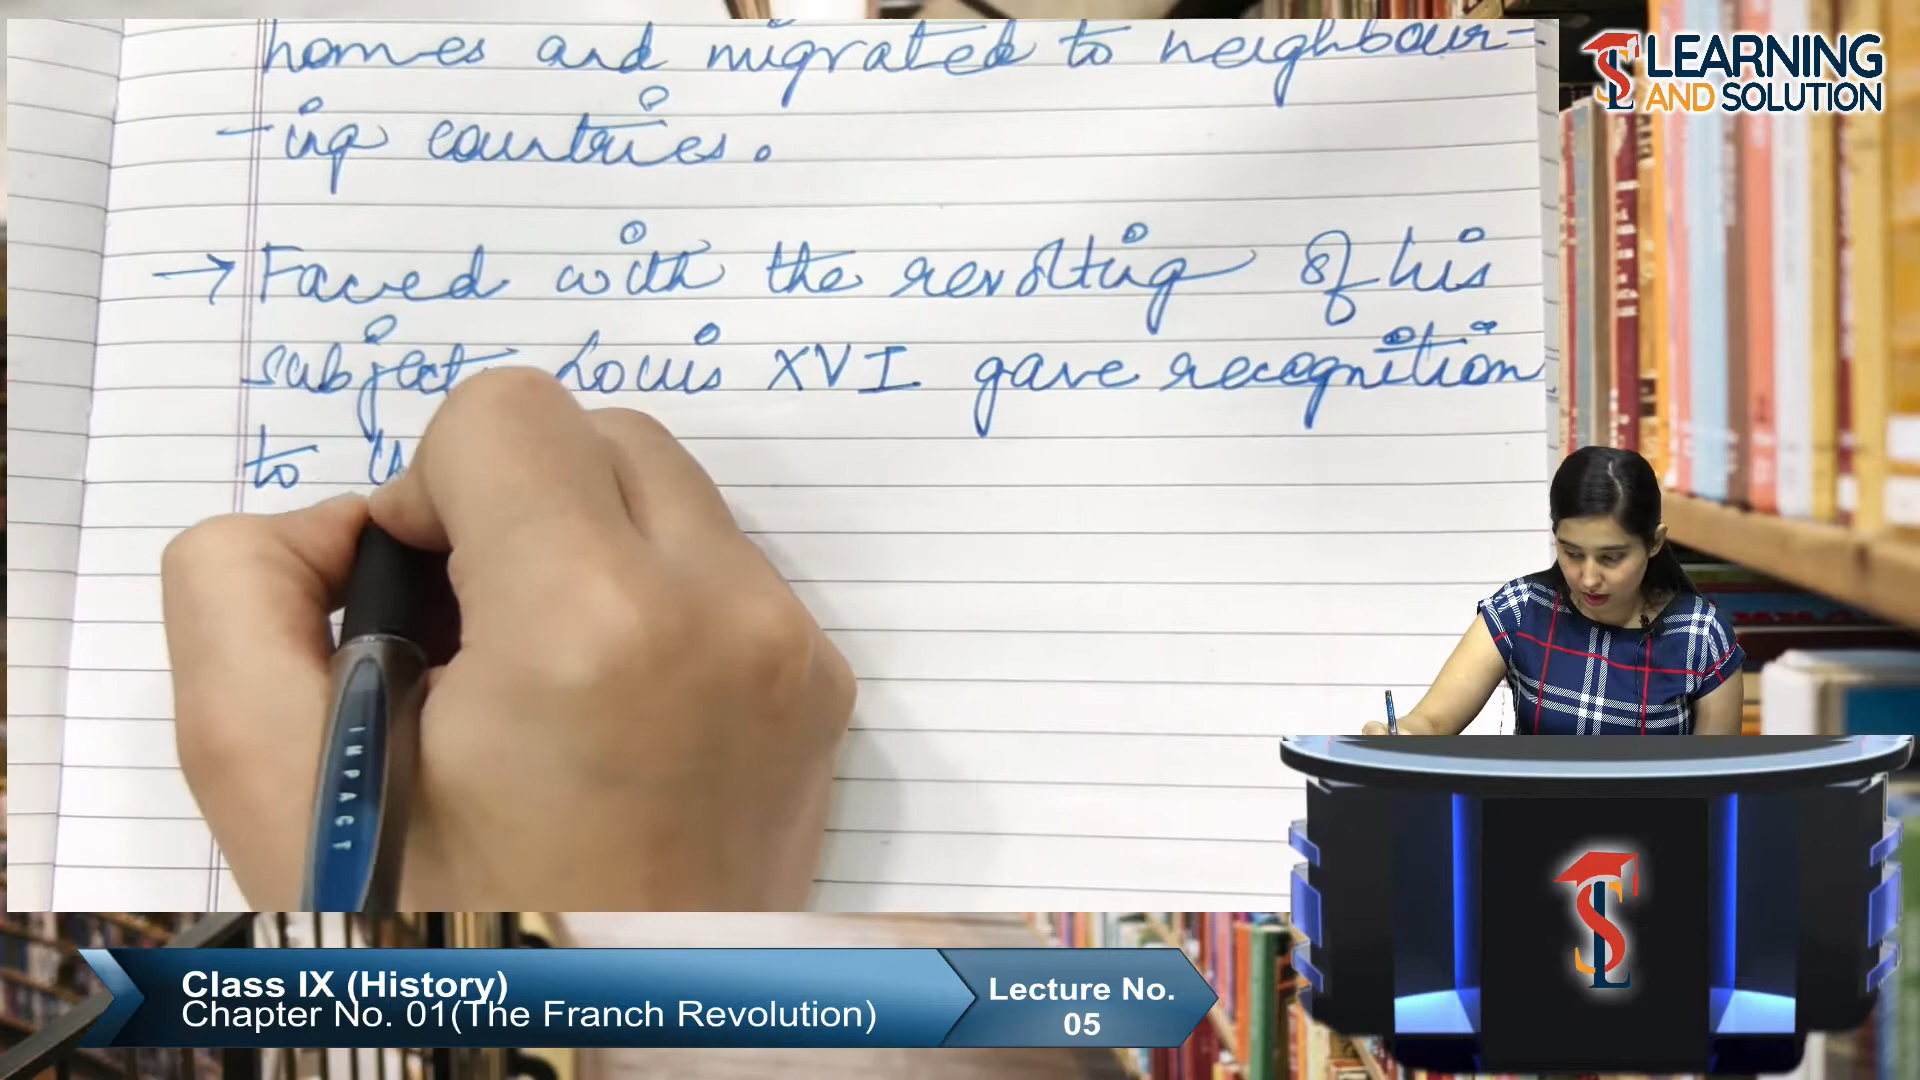 homes and migrated to neighbour-
-ing countries.
→ Faced with the revolting of his
subject Louis XVI gave recognition
to
IMPACT
LEARNING
AND SOLUTION
SL
Class IX (History)
Chapter No. 01(The Franch Revolution)
Lecture No.
05